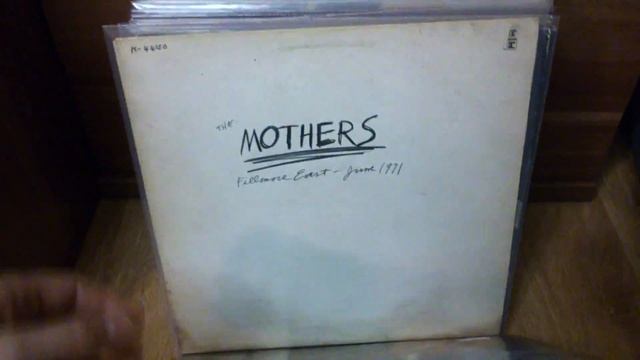 THE
MOTHERS
Fillmore East - June 1971